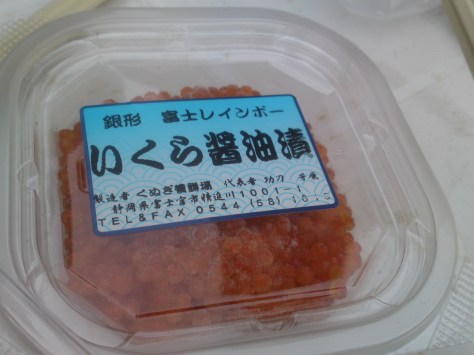 銀形 富士レインボー
いくら醤油漬
製造者 くぬぎ養鱒場 代表者 功刀
静岡県富士宮市精進川1001-1
TEL&FAX 0544 (58)